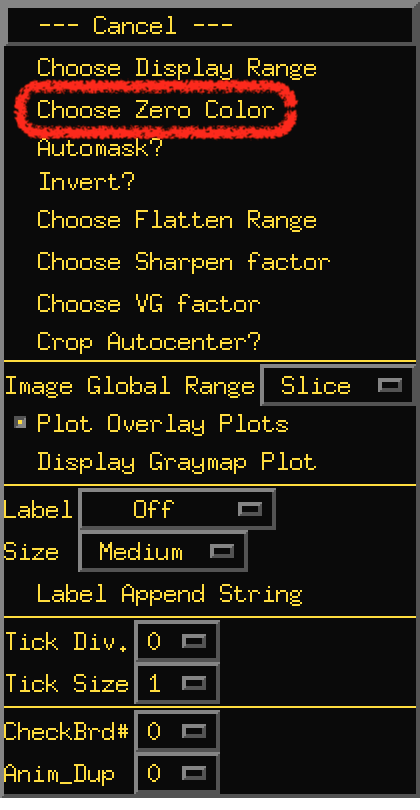 --- Cancel ---
Choose Display Range
Choose Zero Color
Automask?
Invert?
Choose Flatten Range
Choose Sharpen factor
Choose VG factor
Crop Autocenter?
Image Global Range Slice
Plot Overlay Plots
Display Graymap Plot
Label Off
Size Medium
Label Append String
Tick Div. 0
Tick Size 1
CheckBrd# 0
Anim_Dup 0